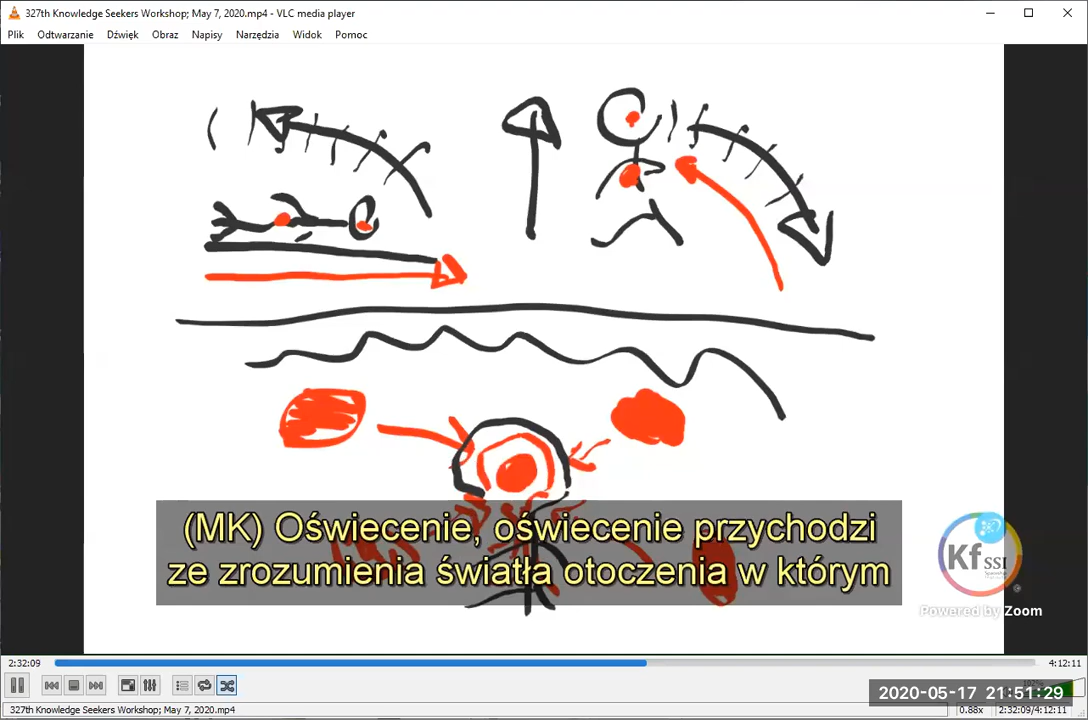 327th Knowledge Seekers Workshop; May 7, 2020.mp4 - VLC media player
Plik Odtwarzanie Dźwięk Obraz Napisy Narzędzia Widok Pomoc
(MK) Oświecenie, oświecenie przychodzi
ze zrozumienia światła otoczenia w którym
Kf SSI
Powered by Zoom
2:32:09 4:12:11
102%
2020-05-17 21:51:29
327th Knowledge Seekers Workshop; May 7, 2020.mp4 0.88x 2:32:09/4:12:11